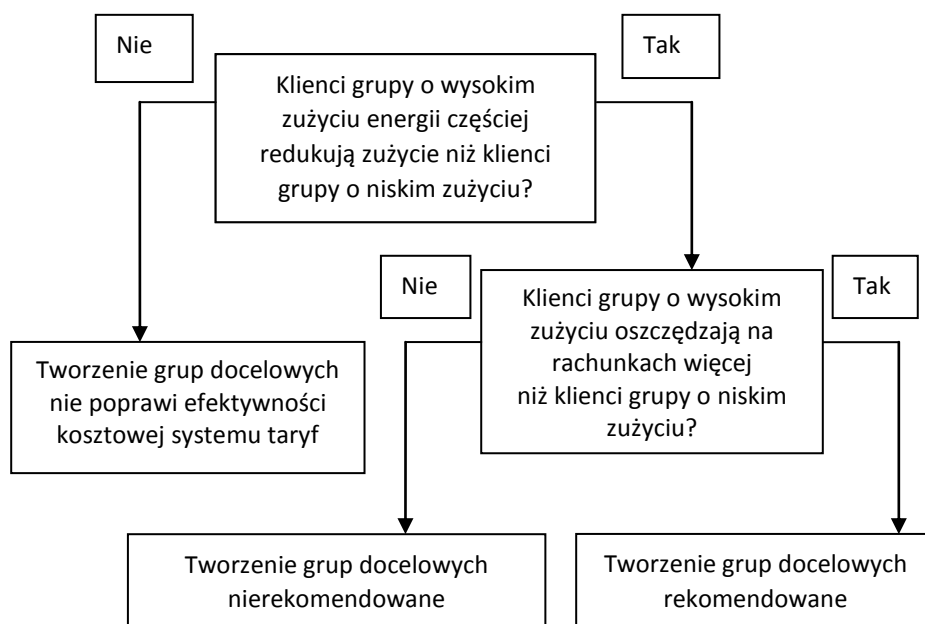 Nie
Tak
Klienci grupy o wysokim
zużyciu energii częściej
redukują zużycie niż klienci
grupy o niskim zużyciu?
Nie
Tak
Klienci grupy o wysokim
zużyciu oszczędzają na
rachunkach więcej
niż klienci grupy o niskim
zużyciu?
Tworzenie grup docelowych
nie poprawi efektywności
kosztowej systemu taryf
Tworzenie grup docelowych
nierekomendowane
Tworzenie grup docelowych
rekomendowane